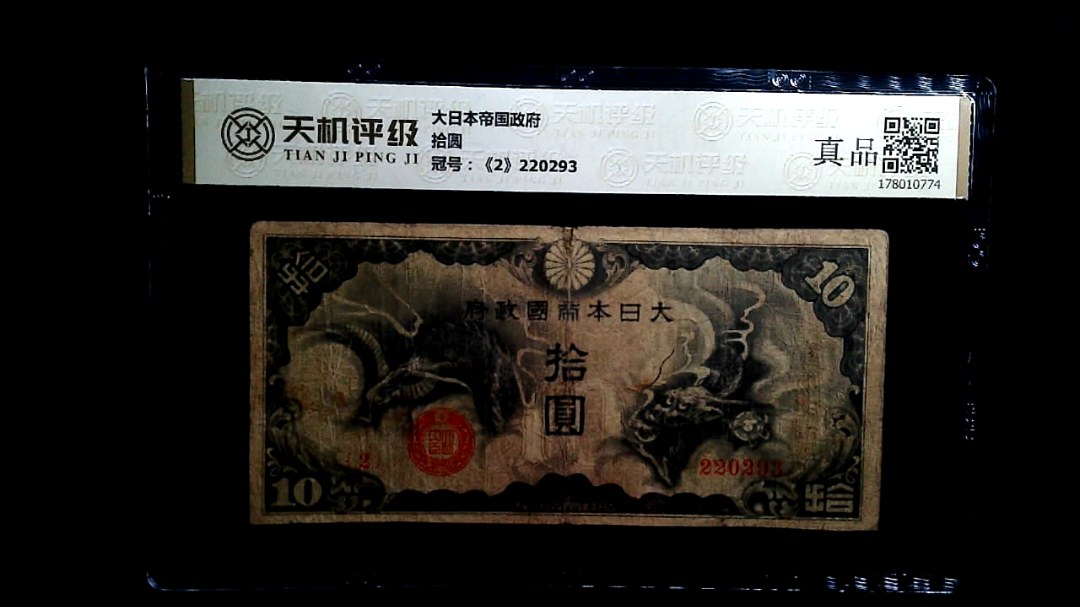 天机评级
TIAN JI PING JI
大日本帝国政府
拾圆
冠号：《2》220293
真品
178010774
10
府政國帝本日大
拾
圓
2
220293
10
拾